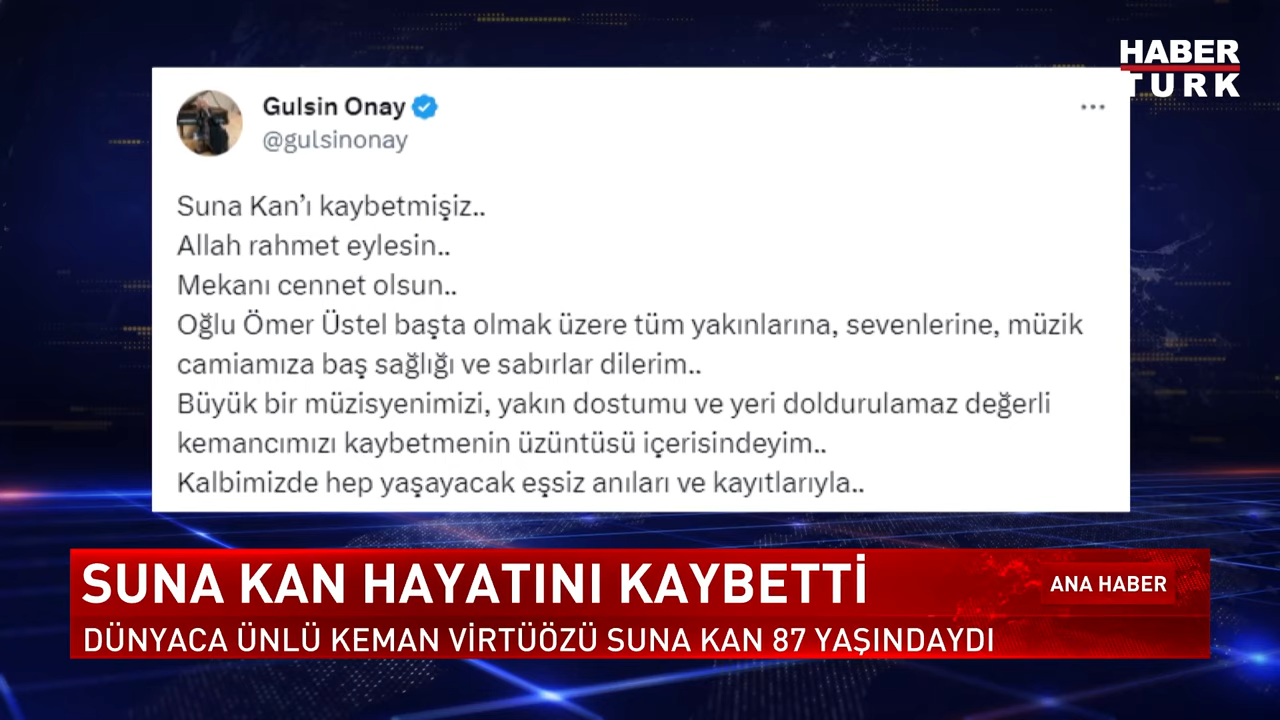 HABER
TURK
Gulsin Onay
@gulsinonay
Suna Kan’ı kaybetmişiz..
Allah rahmet eylesin..
Mekanı cennet olsun..
Oğlu Ömer Üstel başta olmak üzere tüm yakınlarına, sevenlerine, müzik
camiamıza baş sağlığı ve sabırlar dilerim..
Büyük bir müzisyenimizi, yakın dostumu ve yeri doldurulamaz değerli
kemancımızı kaybetmenin üzüntüsü içerisindeyim..
Kalbimizde hep yaşayacak eşsiz anıları ve kayıtlarıyla..
SUNA KAN HAYATINI KAYBETTİ
ANA HABER
DÜNYACA ÜNLÜ KEMAN VİRTÜÖZÜ SUNA KAN 87 YAŞINDAYDI